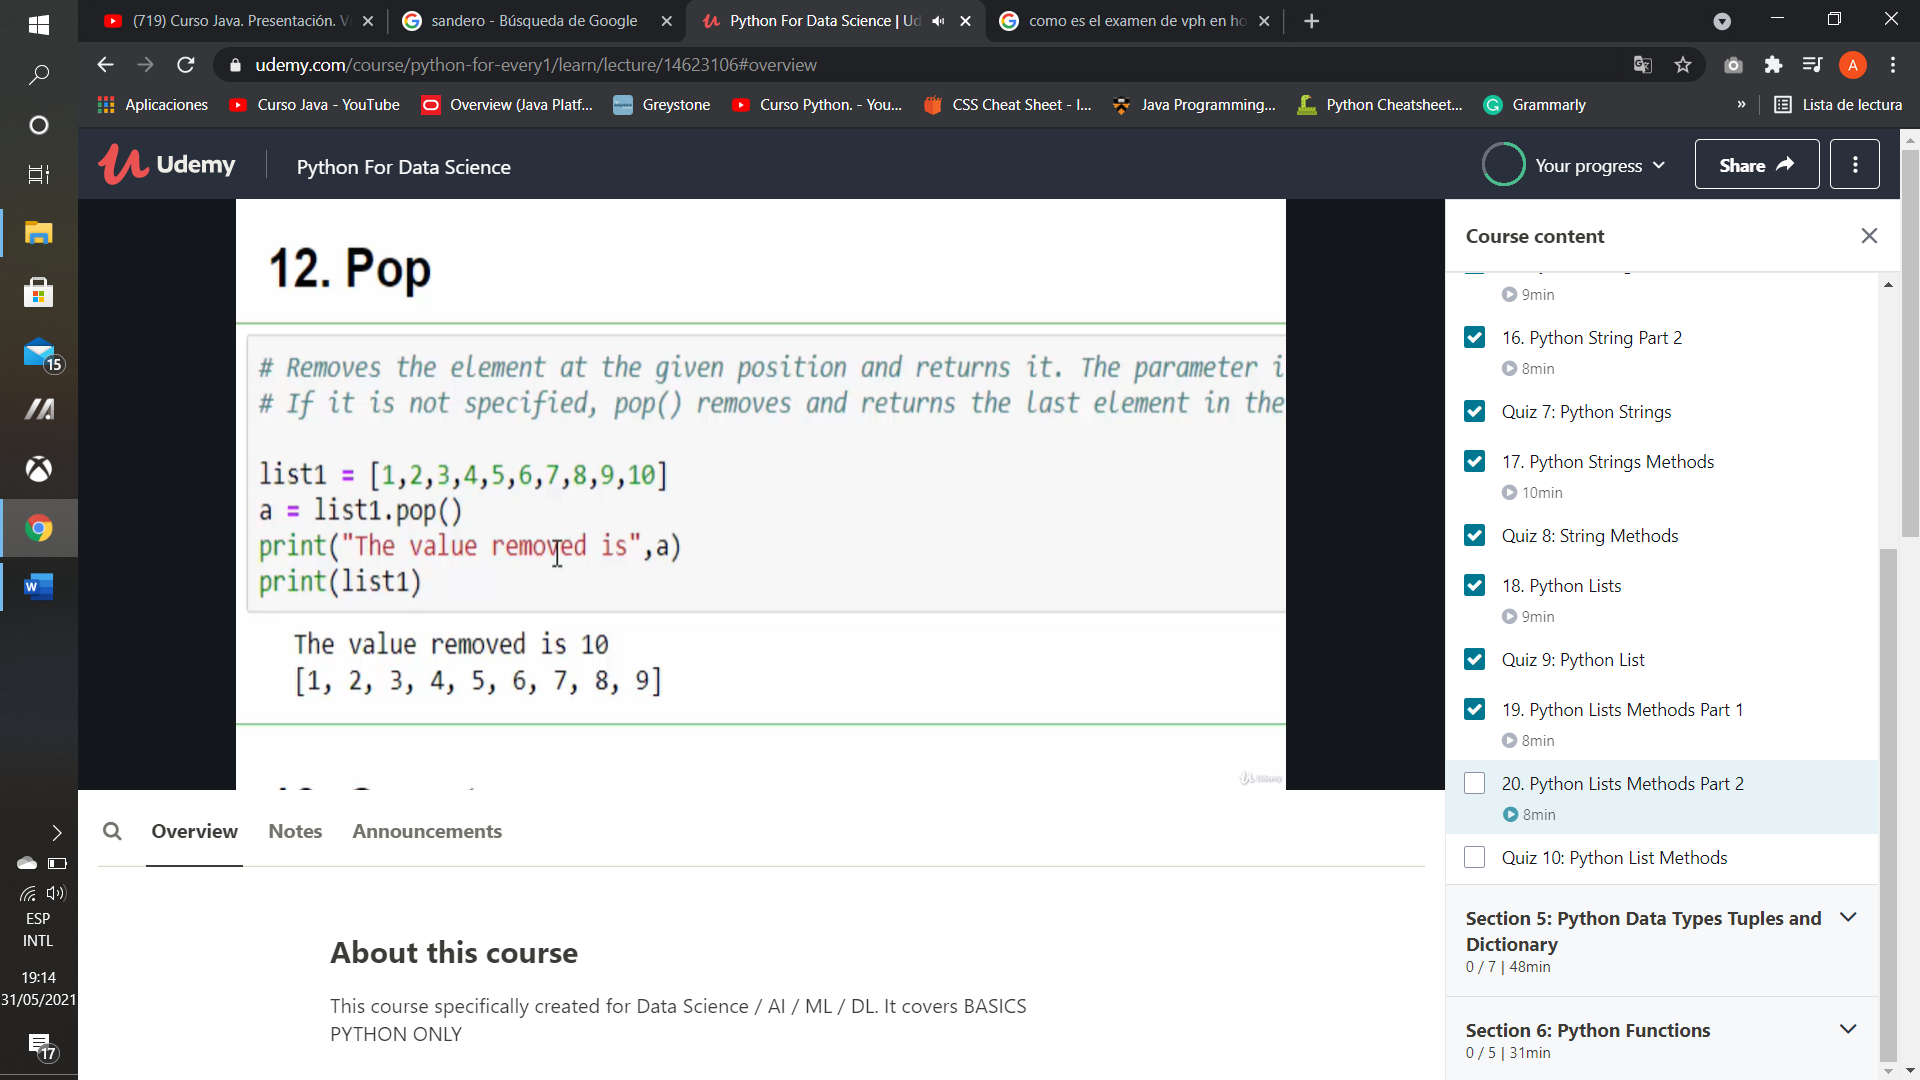 (719) Curso Java. Presentación. V
sandero - Búsqueda de Google
Python For Data Science | Ud
como es el examen de vph en ho
udemy.com/course/python-for-every1/learn/lecture/14623106#overview
A
Aplicaciones
Curso Java - YouTube
Overview (Java Platf...
Greystone
Curso Python. - You...
CSS Cheat Sheet - I...
Java Programming...
Python Cheatsheet...
Grammarly
»
Lista de lectura
Udemy
Python For Data Science
Your progress
Share
12. Pop
# Removes the element at the given position and returns it. The parameter i
# If it is not specified, pop() removes and returns the last element in the
list1 = [1,2,3,4,5,6,7,8,9,10]
a = list1.pop()
print("The value removed is",a)
print(list1)
The value removed is 10
[1, 2, 3, 4, 5, 6, 7, 8, 9]
Udemy
Course content
9min
16. Python String Part 2
8min
Quiz 7: Python Strings
17. Python Strings Methods
10min
Quiz 8: String Methods
18. Python Lists
9min
Quiz 9: Python List
19. Python Lists Methods Part 1
8min
20. Python Lists Methods Part 2
8min
Quiz 10: Python List Methods
Section 5: Python Data Types Tuples and
Dictionary
0 / 7 | 48min
Section 6: Python Functions
0 / 5 | 31min
Overview
Notes
Announcements
About this course
This course specifically created for Data Science / AI / ML / DL. It covers BASICS
PYTHON ONLY
15
ESP
INTL
19:14
31/05/2021
17